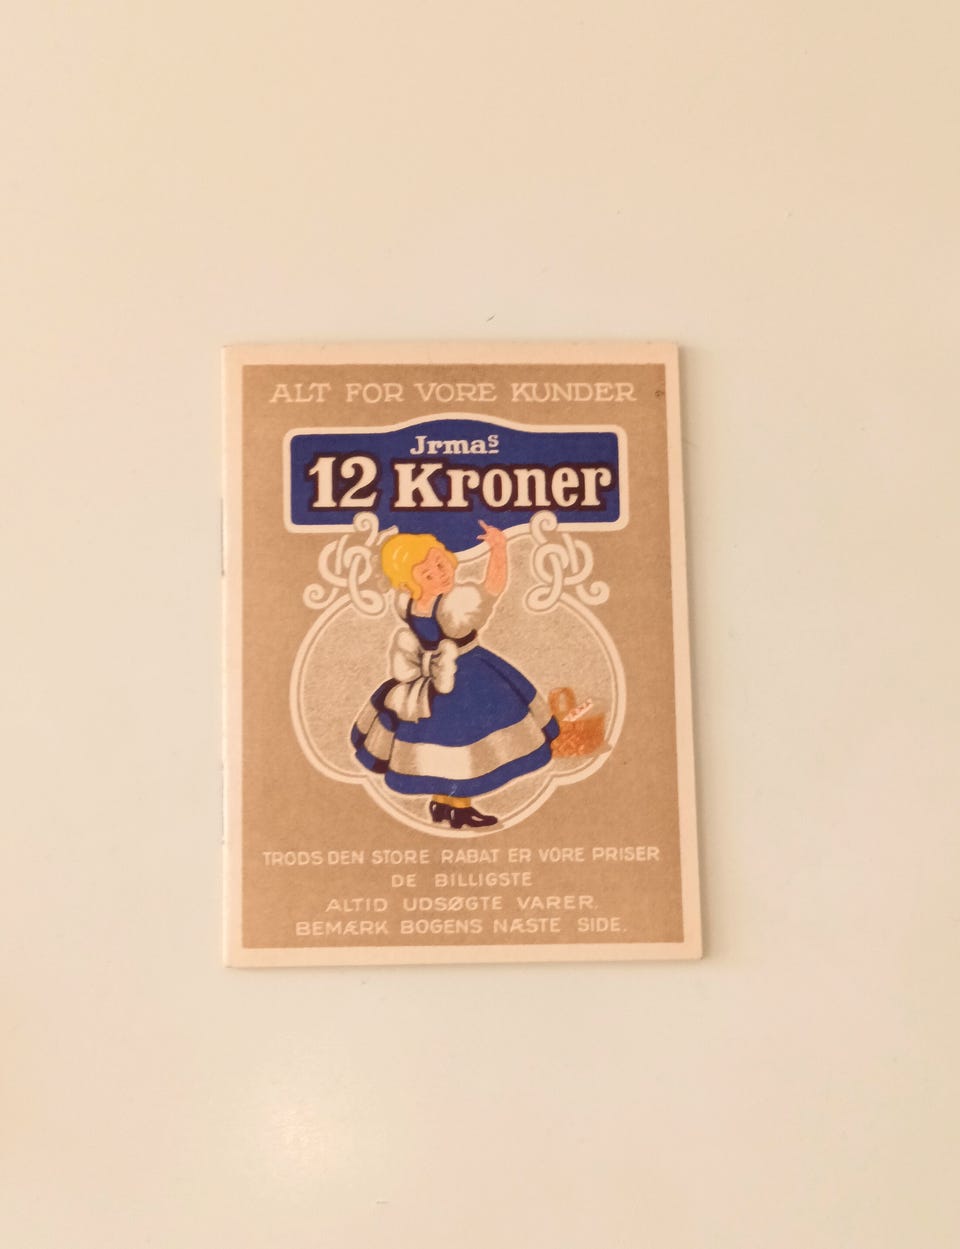 ALT FOR VORE KUNDER
Jrmas
12 Kroner
TRODS DEN STORE RABAT ER VORE PRISER
DE BILLIGSTE
ALTID UDSØGTE VARER.
BEMÆRK BOGENS NÆSTE SIDE.